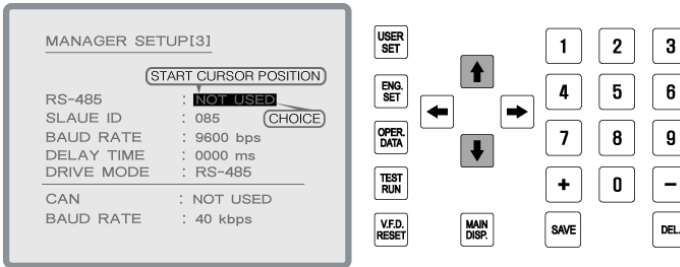 MANAGER SETUP[3]
START CURSOR POSITION
RS-485 : NOT USED
CHOICE
SLAUE ID : 085
BAUD RATE : 9600 bps
DELAY TIME : 0000 ms
DRIVE MODE : RS-485
CAN : NOT USED
BAUD RATE : 40 kbps
USER SET
1 2 3
ENG. SET
4 5 6
OPER. DATA
7 8 9
TEST RUN
+ 0 −
V.F.D. RESET
MAIN DISP.
SAVE
DEL.